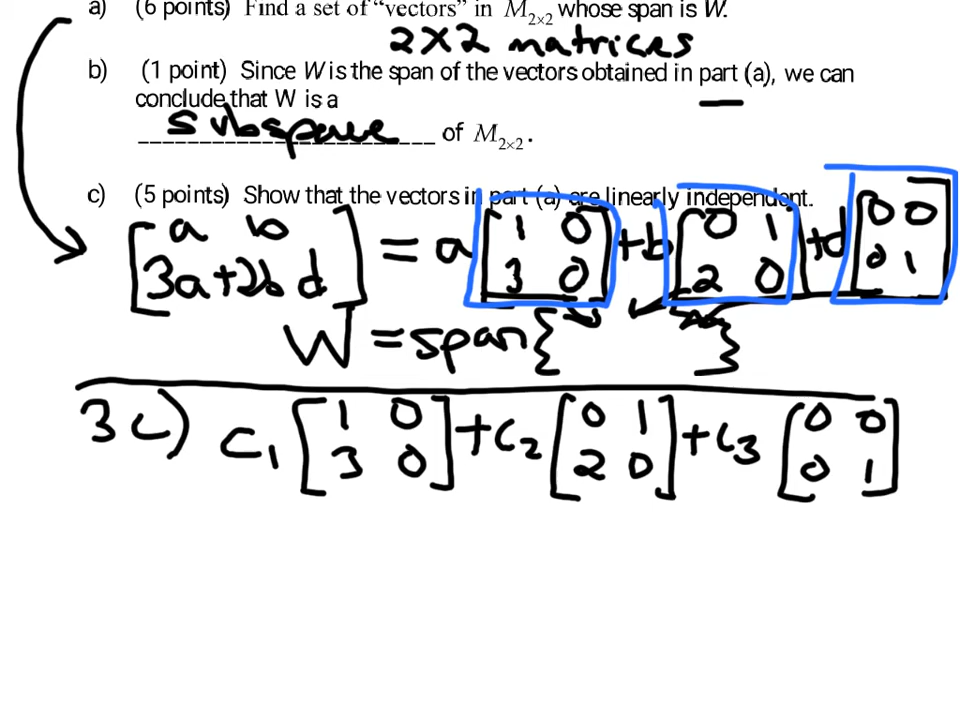 a) (6 points) Find a set of “vectors” in M2×2 whose span is W.
2×2 matrices
b) (1 point) Since W is the span of the vectors obtained in part (a), we can
conclude that W is a
subspace of M2×2.
c) (5 points) Show that the vectors in part (a) are linearly independent.
[a b; 3a+2b d] = a[1 0; 3 0] + b[0 1; 2 0] + d[0 0; 0 1]
W = span{ }
3c) c1[1 0; 3 0] + c2[0 1; 2 0] + c3[0 0; 0 1]